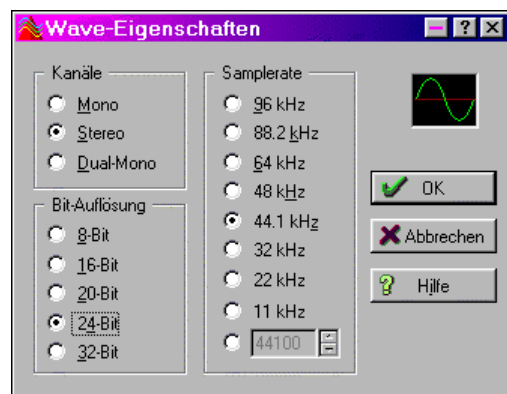 Wave-Eigenschaften
Kanäle
Mono
Stereo
Dual-Mono
Bit-Auflösung
8-Bit
16-Bit
20-Bit
24-Bit
32-Bit
Samplerate
96 kHz
88.2 kHz
64 kHz
48 kHz
44.1 kHz
32 kHz
22 kHz
11 kHz
44100
OK
Abbrechen
Hilfe